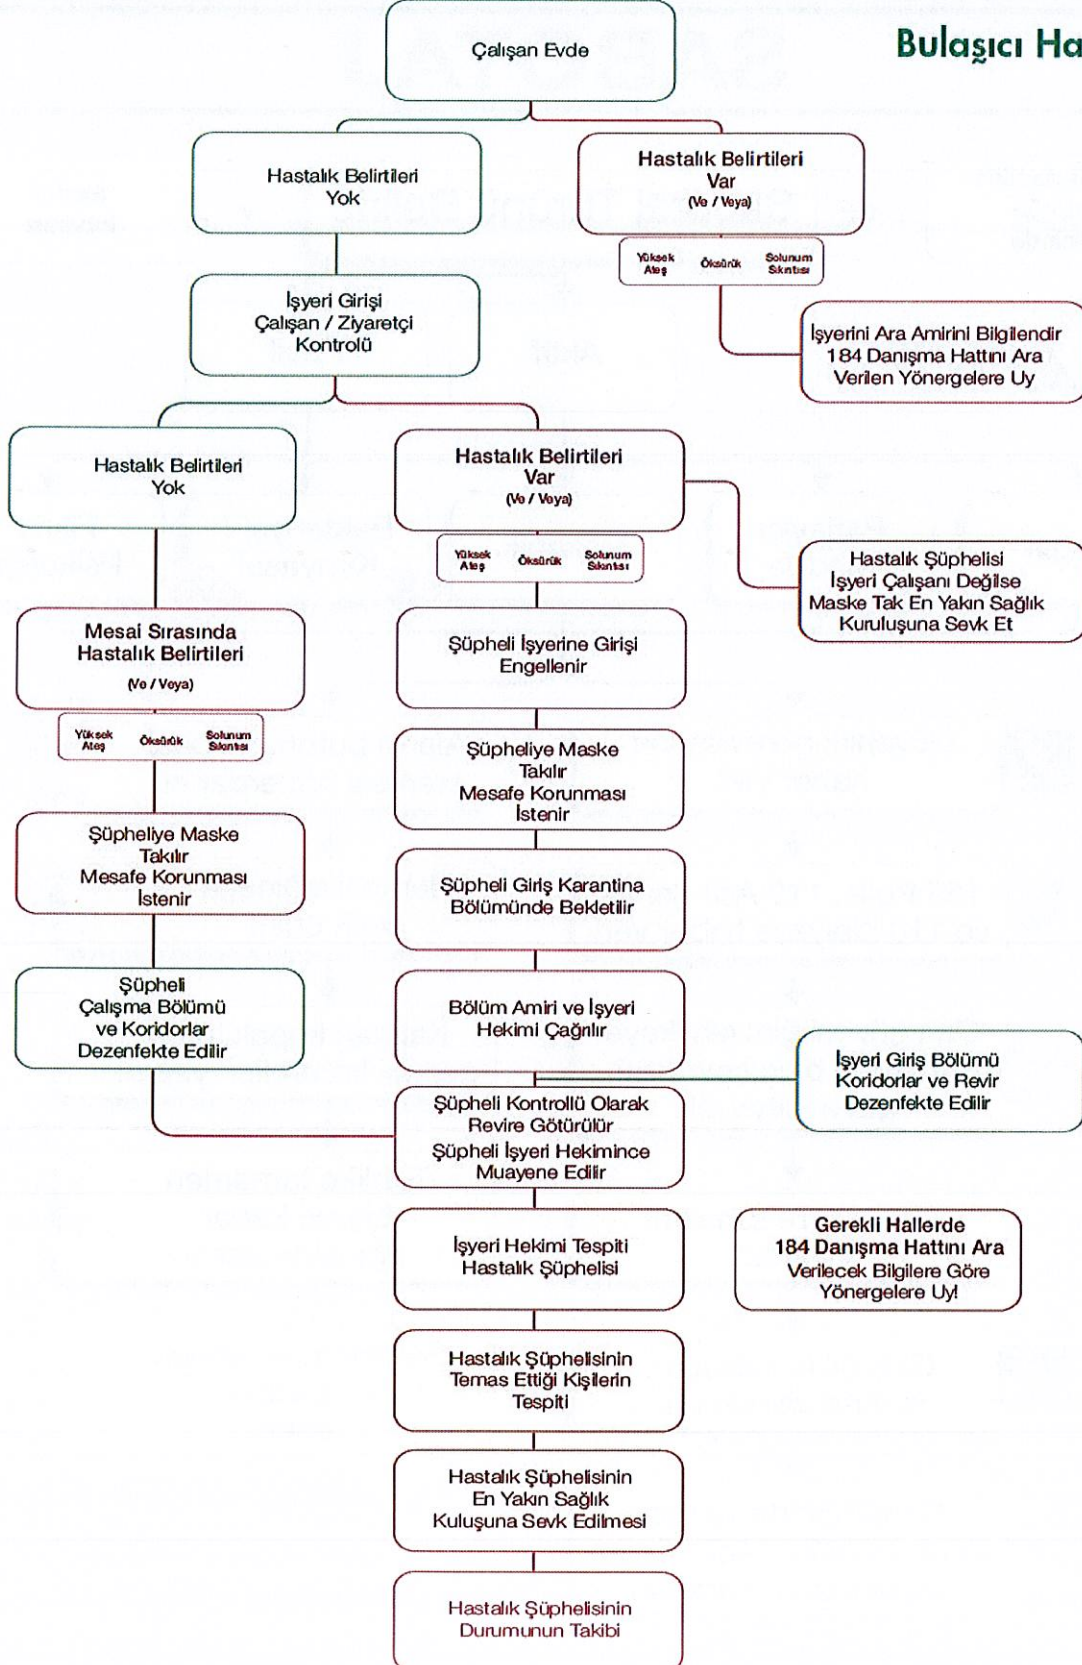 Bulaşıcı Ha
Çalışan Evde
Hastalık Belirtileri
Yok
Hastalık Belirtileri
Var
(Ve / Veya)
Yüksek
Ateş
Öksürük
Solunum
Sıkıntısı
İşyeri Girişi
Çalışan / Ziyaretçi
Kontrolü
İşyerini Ara Amirini Bilgilendir
184 Danışma Hattını Ara
Verilen Yönergelere Uy
Hastalık Belirtileri
Yok
Hastalık Belirtileri
Var
(Ve / Veya)
Yüksek
Ateş
Öksürük
Solunum
Sıkıntısı
Hastalık Şüphelisi
İşyeri Çalışanı Değilse
Maske Tak En Yakın Sağlık
Kuruluşuna Sevk Et
Mesai Sırasında
Hastalık Belirtileri
(Ve / Veya)
Yüksek
Ateş
Öksürük
Solunum
Sıkıntısı
Şüpheli İşyerine Girişi
Engellenir
Şüpheliye Maske
Takılır
Mesafe Korunması
İstenir
Şüpheliye Maske
Takılır
Mesafe Korunması
İstenir
Şüpheli Giriş Karantina
Bölümünde Bekletilir
Şüpheli
Çalışma Bölümü
ve Koridorlar
Dezenfekte Edilir
Bölüm Amiri ve İşyeri
Hekimi Çağrılır
İşyeri Giriş Bölümü
Koridorlar ve Revir
Dezenfekte Edilir
Şüpheli Kontrollü Olarak
Revire Götürülür
Şüpheli İşyeri Hekimince
Muayene Edilir
İşyeri Hekimi Tespiti
Hastalık Şüphelisi
Gerekli Hallerde
184 Danışma Hattını Ara
Verilecek Bilgilere Göre
Yönergelere Uy!
Hastalık Şüphelisinin
Temas Ettiği Kişilerin
Tespiti
Hastalık Şüphelisinin
En Yakın Sağlık
Kuluşuna Sevk Edilmesi
Hastalık Şüphelisinin
Durumunun Takibi